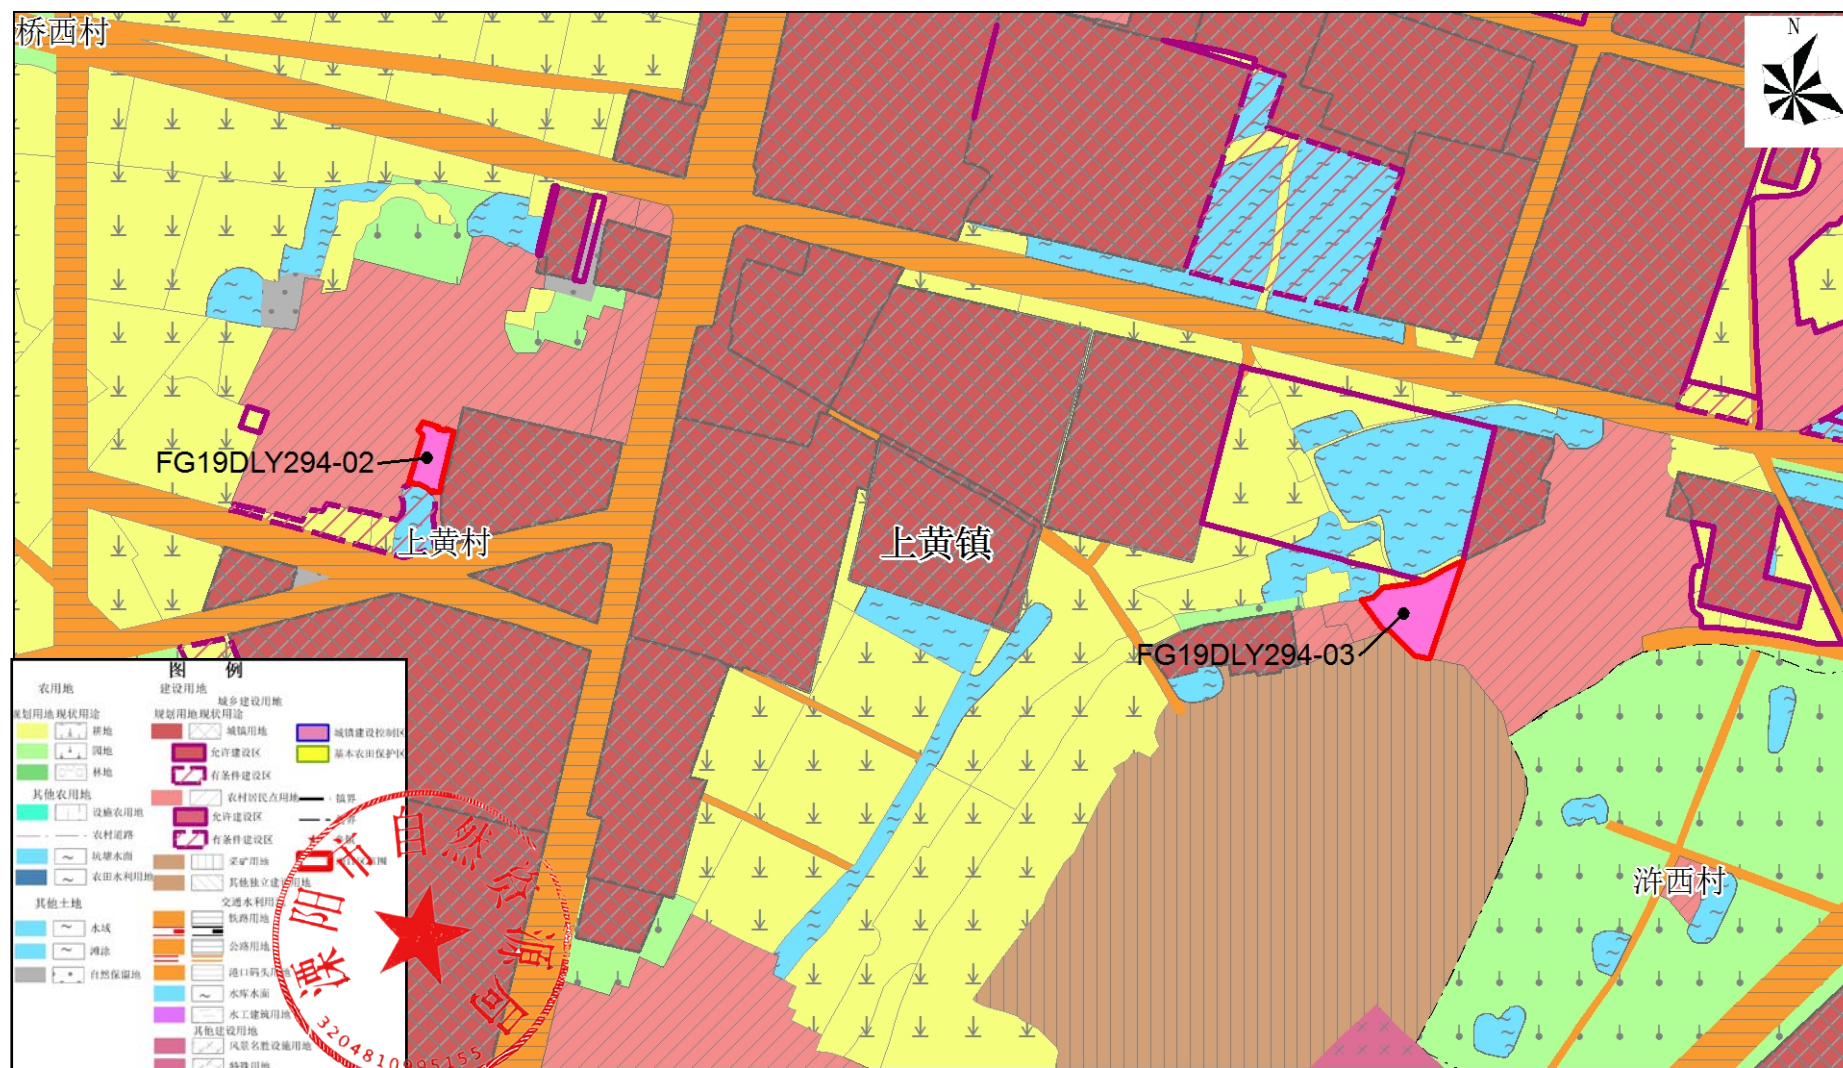 桥西村
N
FG19DLY294-02
上黄村
上黄镇
FG19DLY294-03
浒西村
图 例
农用地
建设用地
城乡建设用地
规划用地现状用途
规划用地现状用途
耕地
园地
林地
其他农用地
设施农用地
农村道路
坑塘水面
农田水利用地
其他土地
水域
滩涂
自然保留地
城镇用地
允许建设区
有条件建设区
农村居民点用地
允许建设区
有条件建设区
采矿用地
其他独立建设用地
交通水利用
铁路用地
公路用地
港口码头用地
水库水面
水工建筑用地
其他建设用地
风景名胜设施用地
特殊用地
城镇建设控制区
基本农田保护区
镇界
溧阳市自然资源局
3204810995155